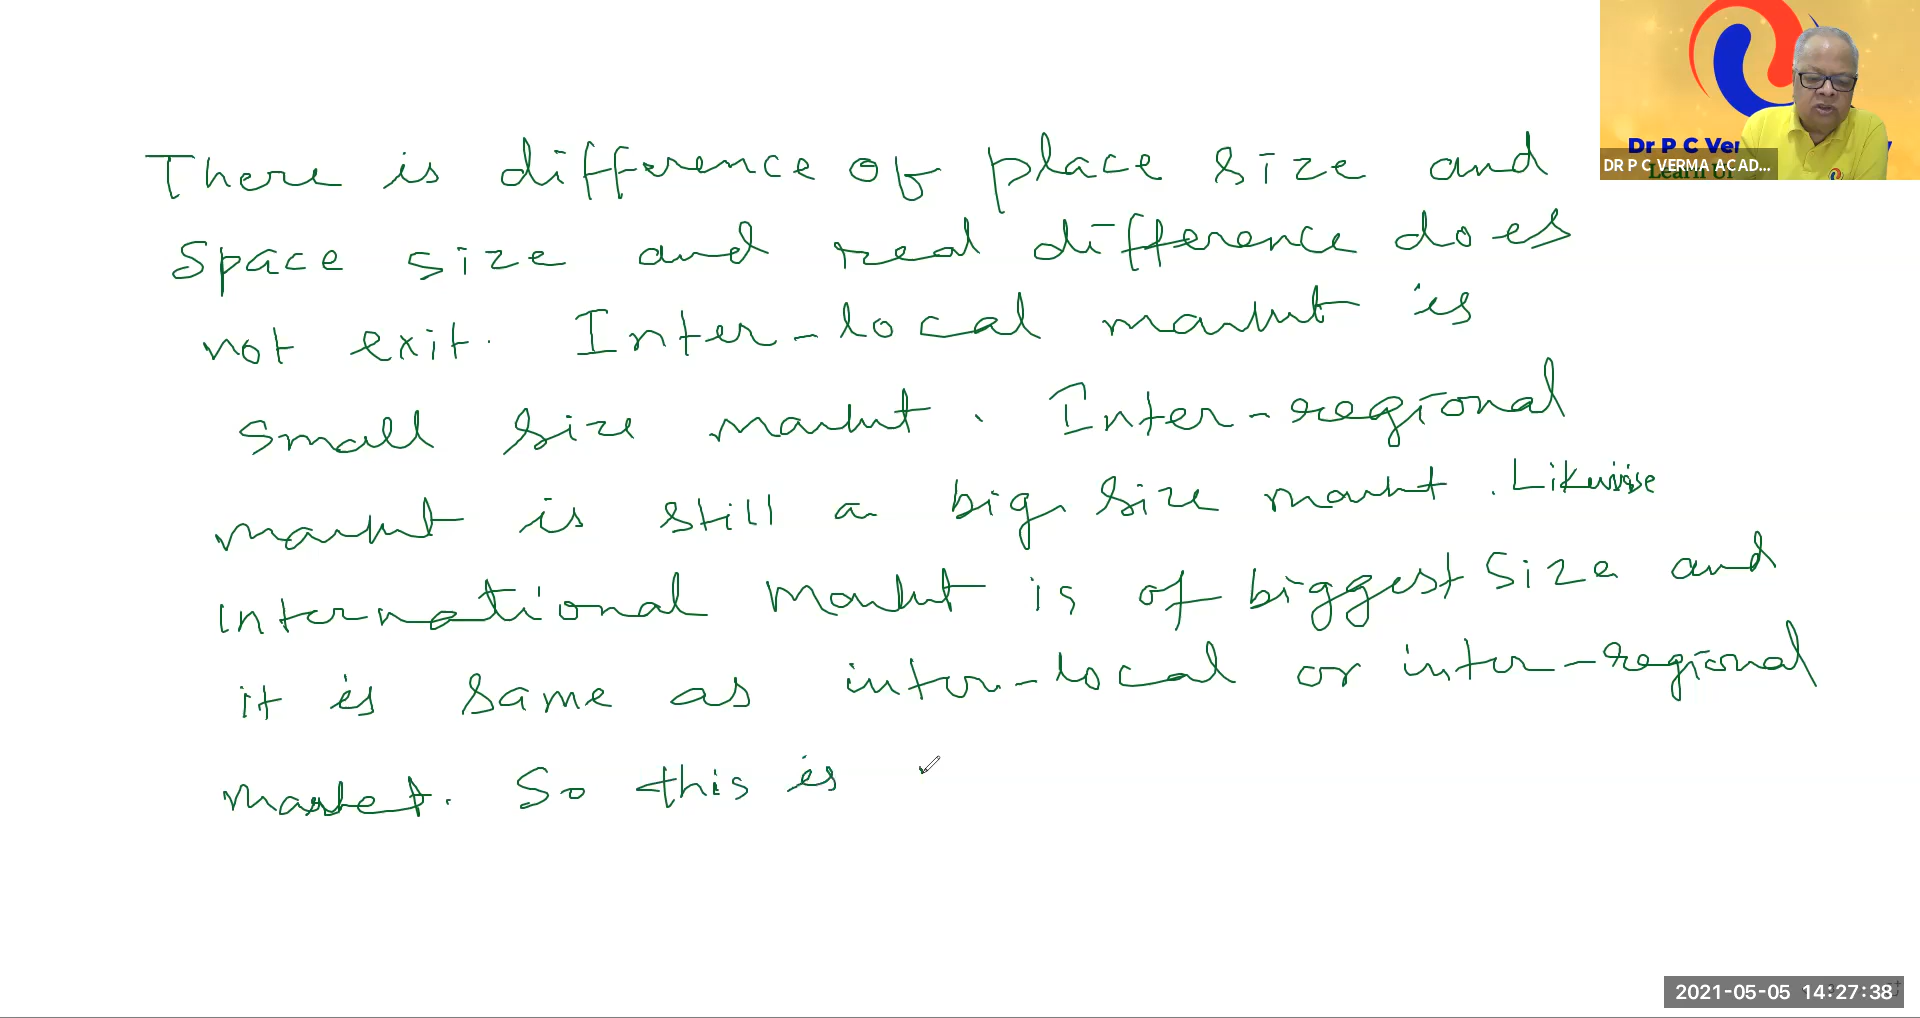 There is difference of place size and
space size and real difference does
not exit. Inter-local market is
small size market. Inter-regional
market is still a big size market. Likewise
international market is of biggest size and
it is same as inter-local or inter-regional
market. So this is
Dr P C Ver
DR P C VERMA ACAD...
2021-05-05 14:27:38